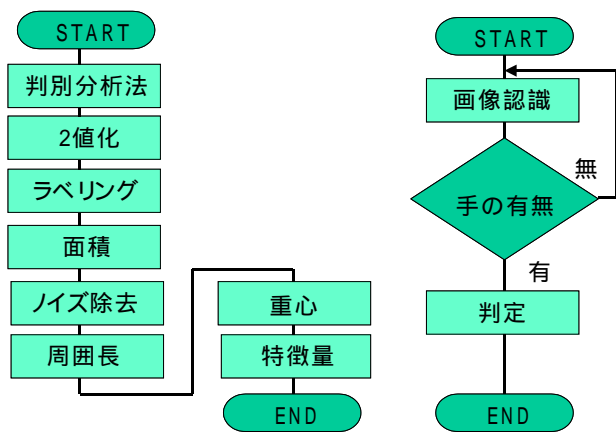 START
判別分析法
2値化
ラベリング
面積
ノイズ除去
周囲長
重心
特徴量
END
START
画像認識
手の有無
無
有
判定
END